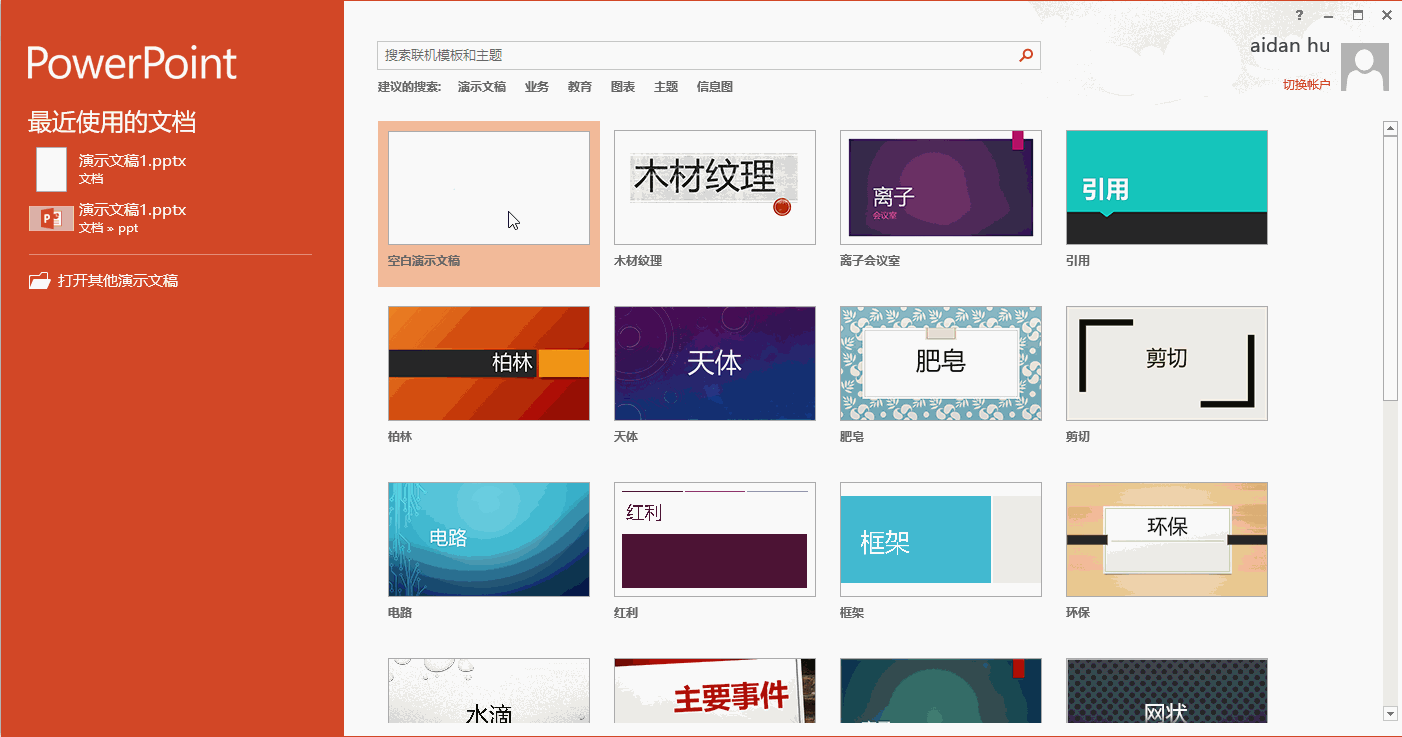 ?
PowerPoint
搜索联机模板和主题
aidan hu
切换帐户
建议的搜索: 演示文稿 业务 教育 图表 主题 信息图
最近使用的文档
演示文稿1.pptx
文档
演示文稿1.pptx
文档 » ppt
打开其他演示文稿
木材纹理
离子
会议室
引用
空白演示文稿
木材纹理
离子会议室
引用
柏林
天体
肥皂
剪切
柏林
天体
肥皂
剪切
电路
红利
框架
环保
电路
红利
框架
环保
水滴
主要事件
网状